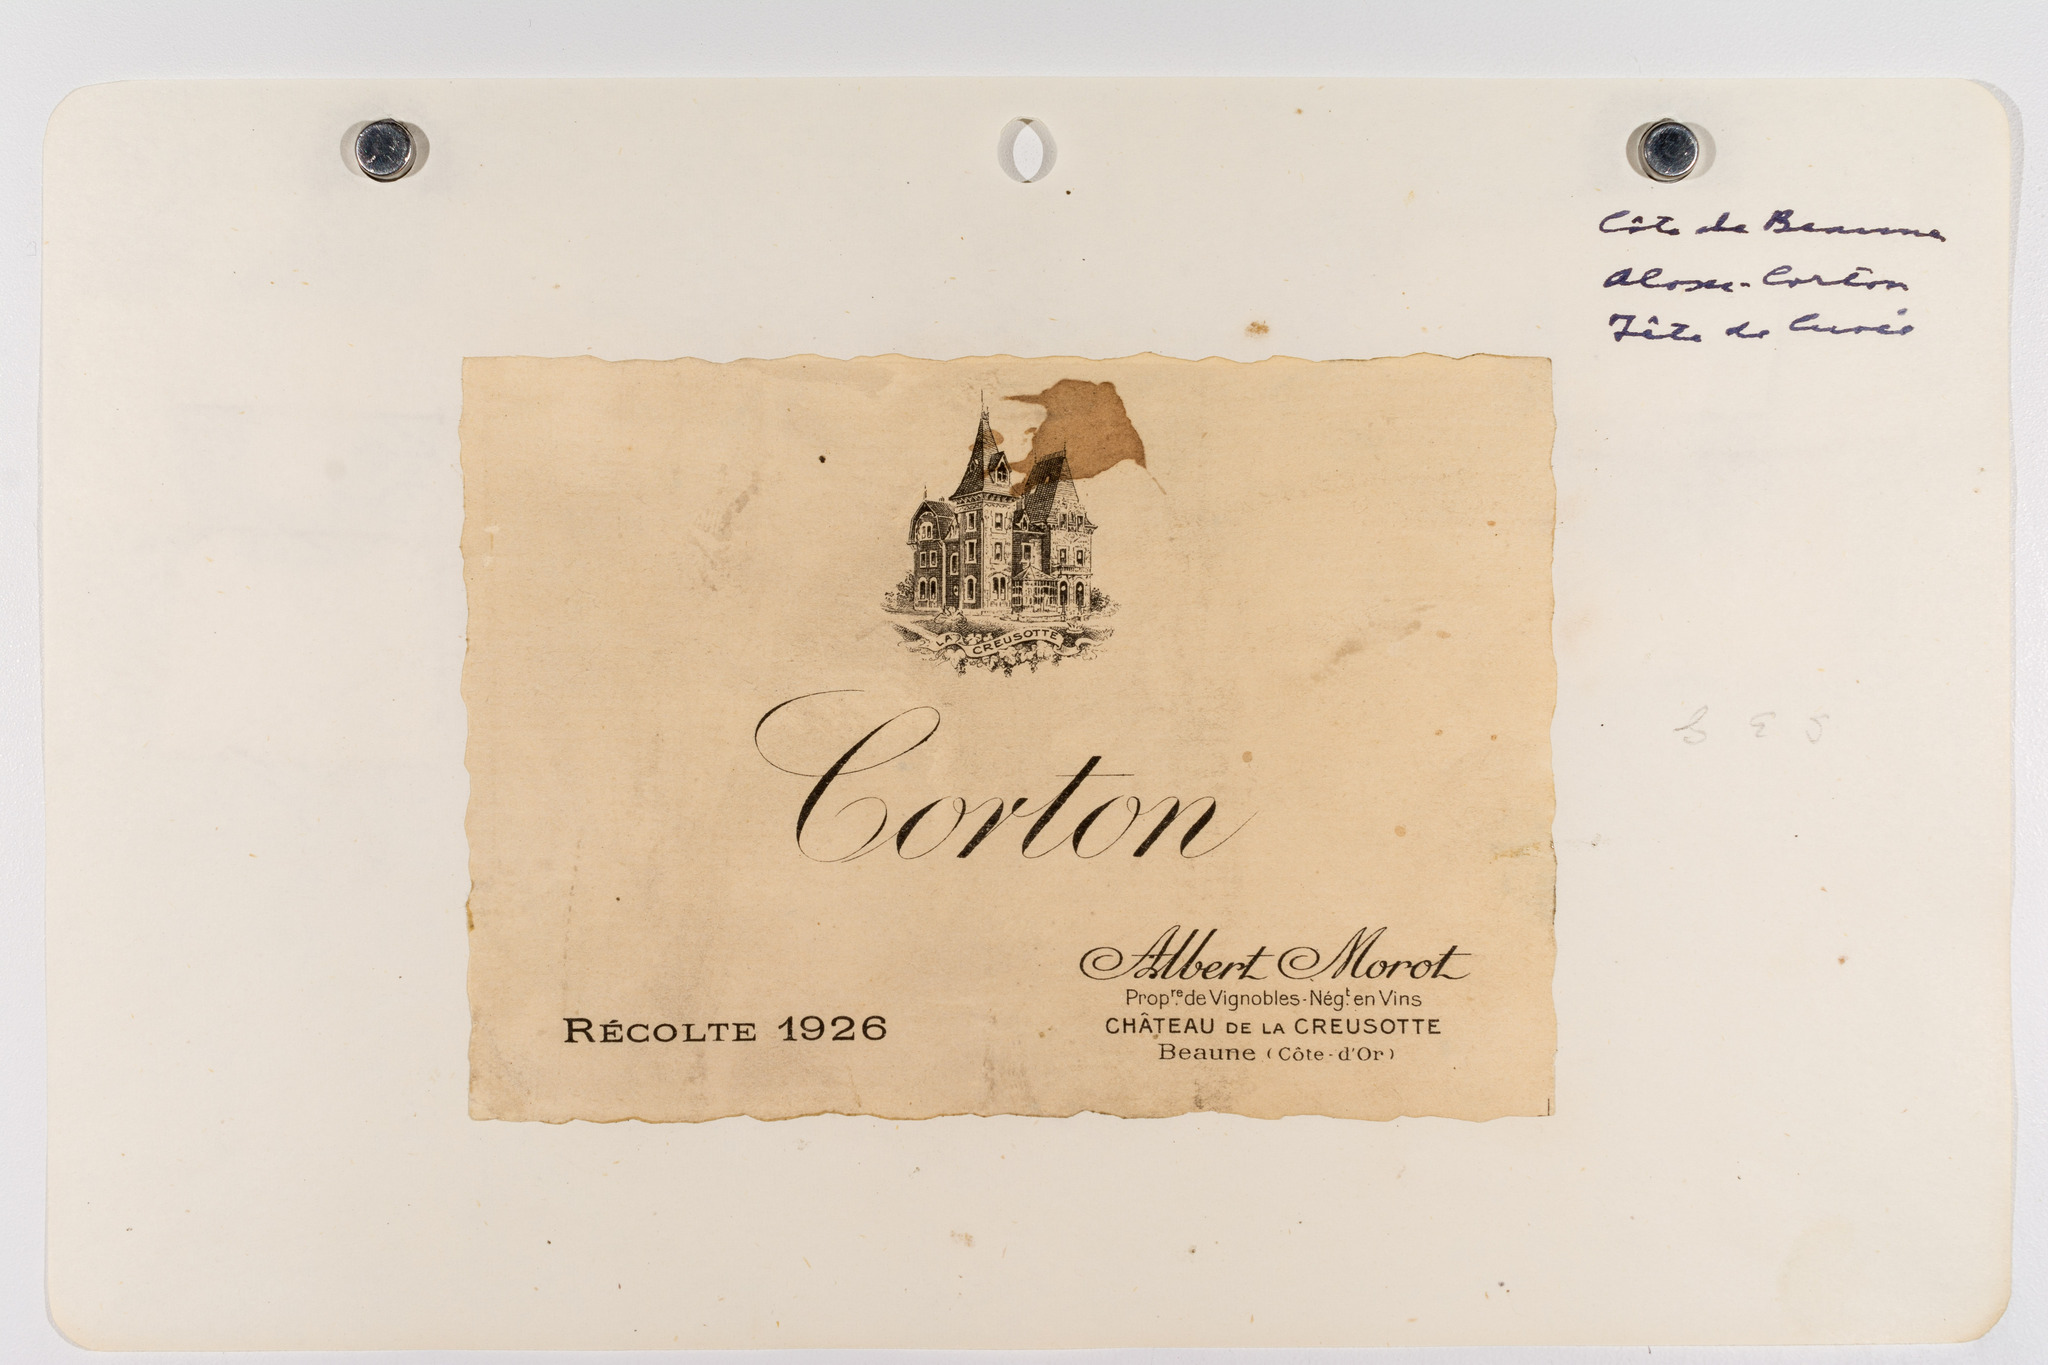 Côte de Beaune
Aloxe-Corton
Tête de Cuvée
LA CREUSOTTE
Corton
Albert Morot
Propre. de Vignobles - Négt. en Vins
CHÂTEAU DE LA CREUSOTTE
Beaune (Côte-d'Or)
RÉCOLTE 1926